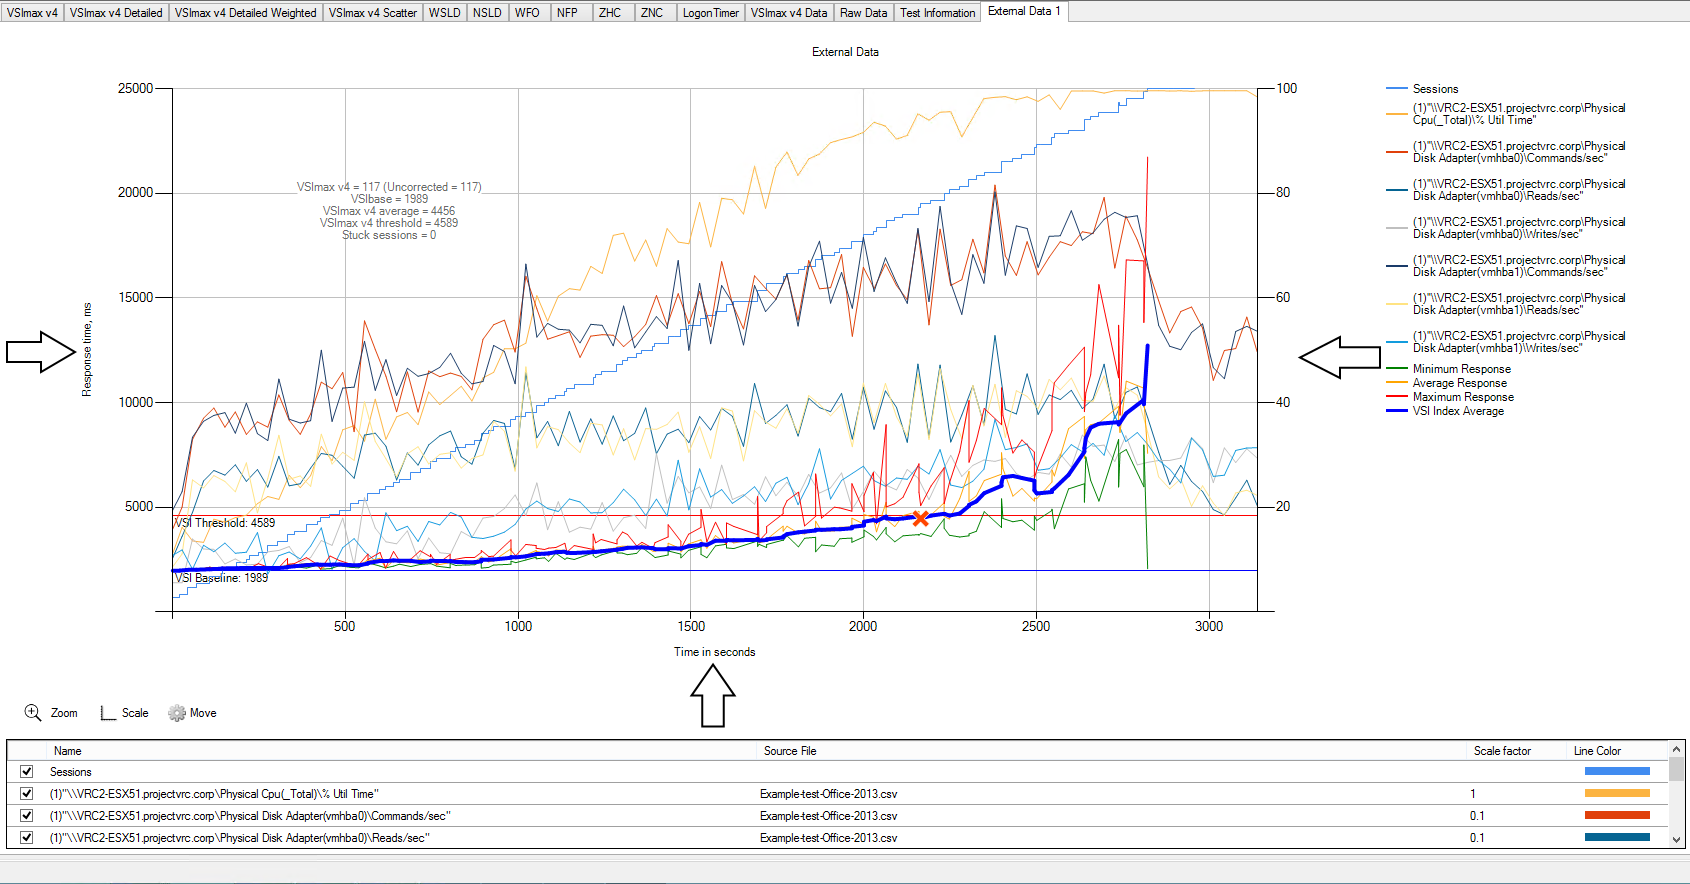 VSImax v4 VSImax v4 Detailed VSImax v4 Detailed Weighted VSImax v4 Scatter WSLD NSLD WFO NFP ZHC ZNC LogonTimer VSImax v4 Data Raw Data Test Information External Data 1
External Data
25000
20000
15000
10000
5000
Response time, ms
VSImax v4 = 117 (Uncorrected = 117)
VSIbase = 1989
VSImax v4 average = 4456
VSImax v4 threshold = 4589
Stuck sessions = 0
VSI Threshold: 4589
VSI Baseline: 1989
100
80
60
40
20
500 1000 1500 2000 2500 3000
Time in seconds
Sessions
(1)"\\VRC2-ESX51.projectvrc.corp\Physical
Cpu(_Total)\% Util Time"
(1)"\\VRC2-ESX51.projectvrc.corp\Physical
Disk Adapter(vmhba0)\Commands/sec"
(1)"\\VRC2-ESX51.projectvrc.corp\Physical
Disk Adapter(vmhba0)\Reads/sec"
(1)"\\VRC2-ESX51.projectvrc.corp\Physical
Disk Adapter(vmhba0)\Writes/sec"
(1)"\\VRC2-ESX51.projectvrc.corp\Physical
Disk Adapter(vmhba1)\Commands/sec"
(1)"\\VRC2-ESX51.projectvrc.corp\Physical
Disk Adapter(vmhba1)\Reads/sec"
(1)"\\VRC2-ESX51.projectvrc.corp\Physical
Disk Adapter(vmhba1)\Writes/sec"
Minimum Response
Average Response
Maximum Response
VSI Index Average
Zoom Scale Move
Name Source File Scale factor Line Color
Sessions
(1)"\\VRC2-ESX51.projectvrc.corp\Physical Cpu(_Total)\% Util Time" Example-test-Office-2013.csv 1
(1)"\\VRC2-ESX51.projectvrc.corp\Physical Disk Adapter(vmhba0)\Commands/sec" Example-test-Office-2013.csv 0.1
(1)"\\VRC2-ESX51.projectvrc.corp\Physical Disk Adapter(vmhba0)\Reads/sec" Example-test-Office-2013.csv 0.1